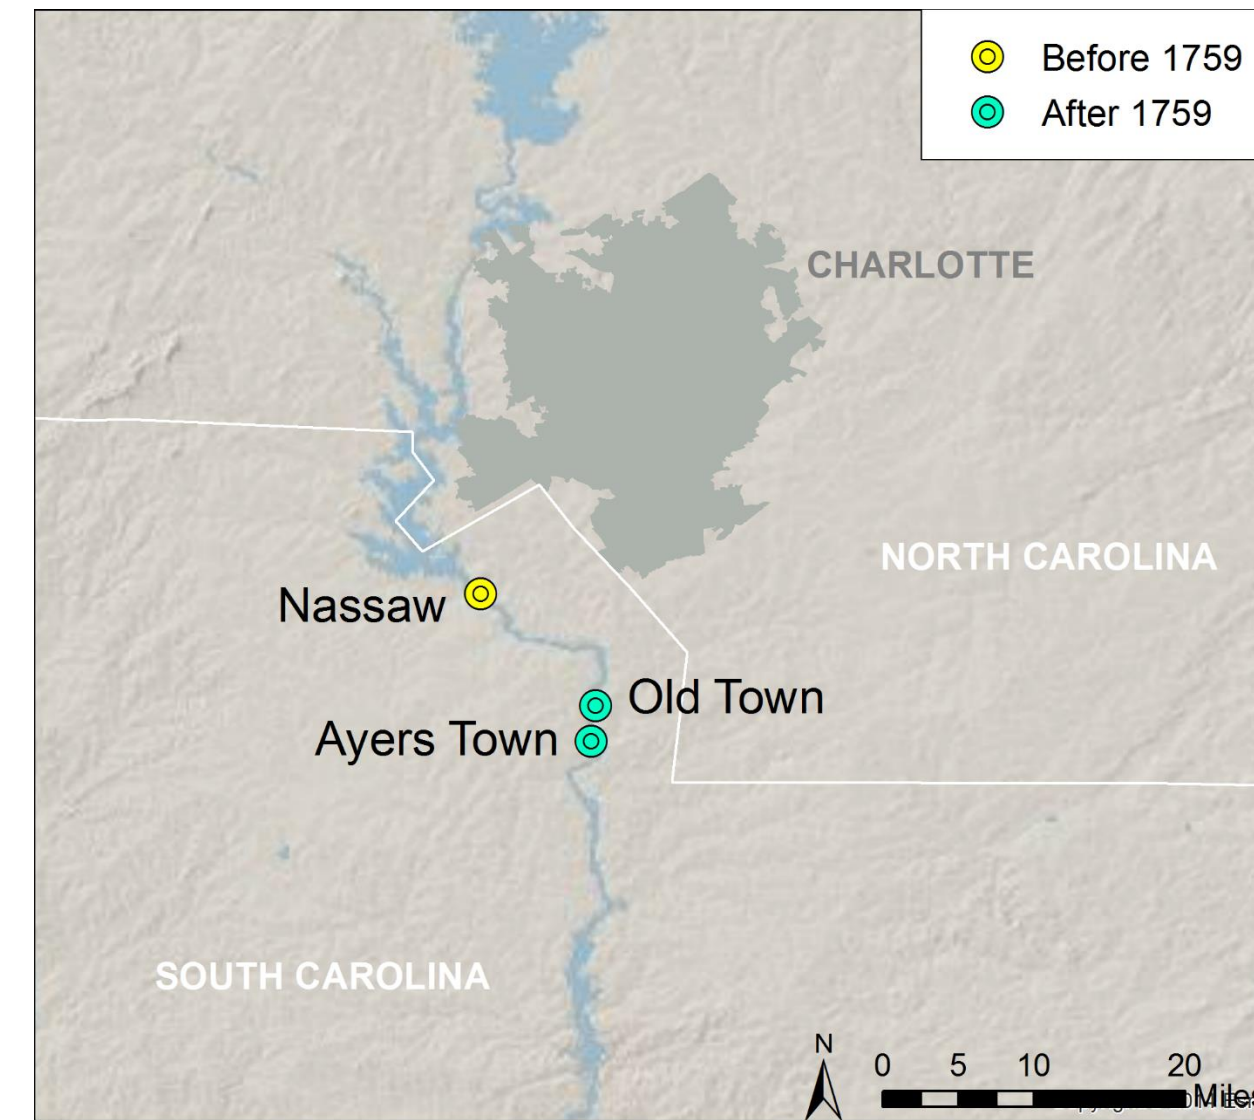 Before 1759
After 1759
CHARLOTTE
NORTH CAROLINA
Nassaw
Old Town
Ayers Town
SOUTH CAROLINA
N
0 5 10 20